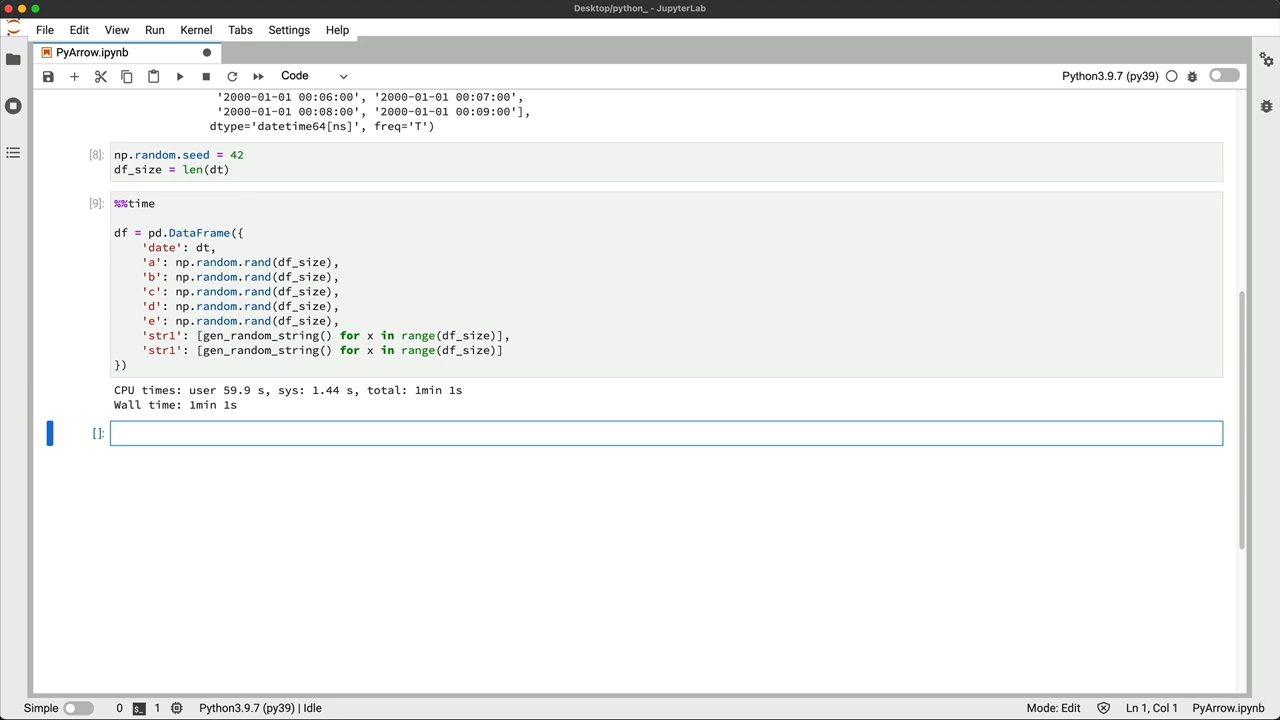 Desktop/python_ - JupyterLab
File Edit View Run Kernel Tabs Settings Help
PyArrow.ipynb
Code
Python3.9.7 (py39)
'2000-01-01 00:06:00', '2000-01-01 00:07:00',
'2000-01-01 00:08:00', '2000-01-01 00:09:00'],
dtype='datetime64[ns]', freq='T')
[8]: np.random.seed = 42
df_size = len(dt)
[9]: %%time
df = pd.DataFrame({
'date': dt,
'a': np.random.rand(df_size),
'b': np.random.rand(df_size),
'c': np.random.rand(df_size),
'd': np.random.rand(df_size),
'e': np.random.rand(df_size),
'str1': [gen_random_string() for x in range(df_size)],
'str1': [gen_random_string() for x in range(df_size)]
})
CPU times: user 59.9 s, sys: 1.44 s, total: 1min 1s
Wall time: 1min 1s
[ ]:
Simple 0 $_ 1 Python3.9.7 (py39) | Idle Mode: Edit Ln 1, Col 1 PyArrow.ipynb